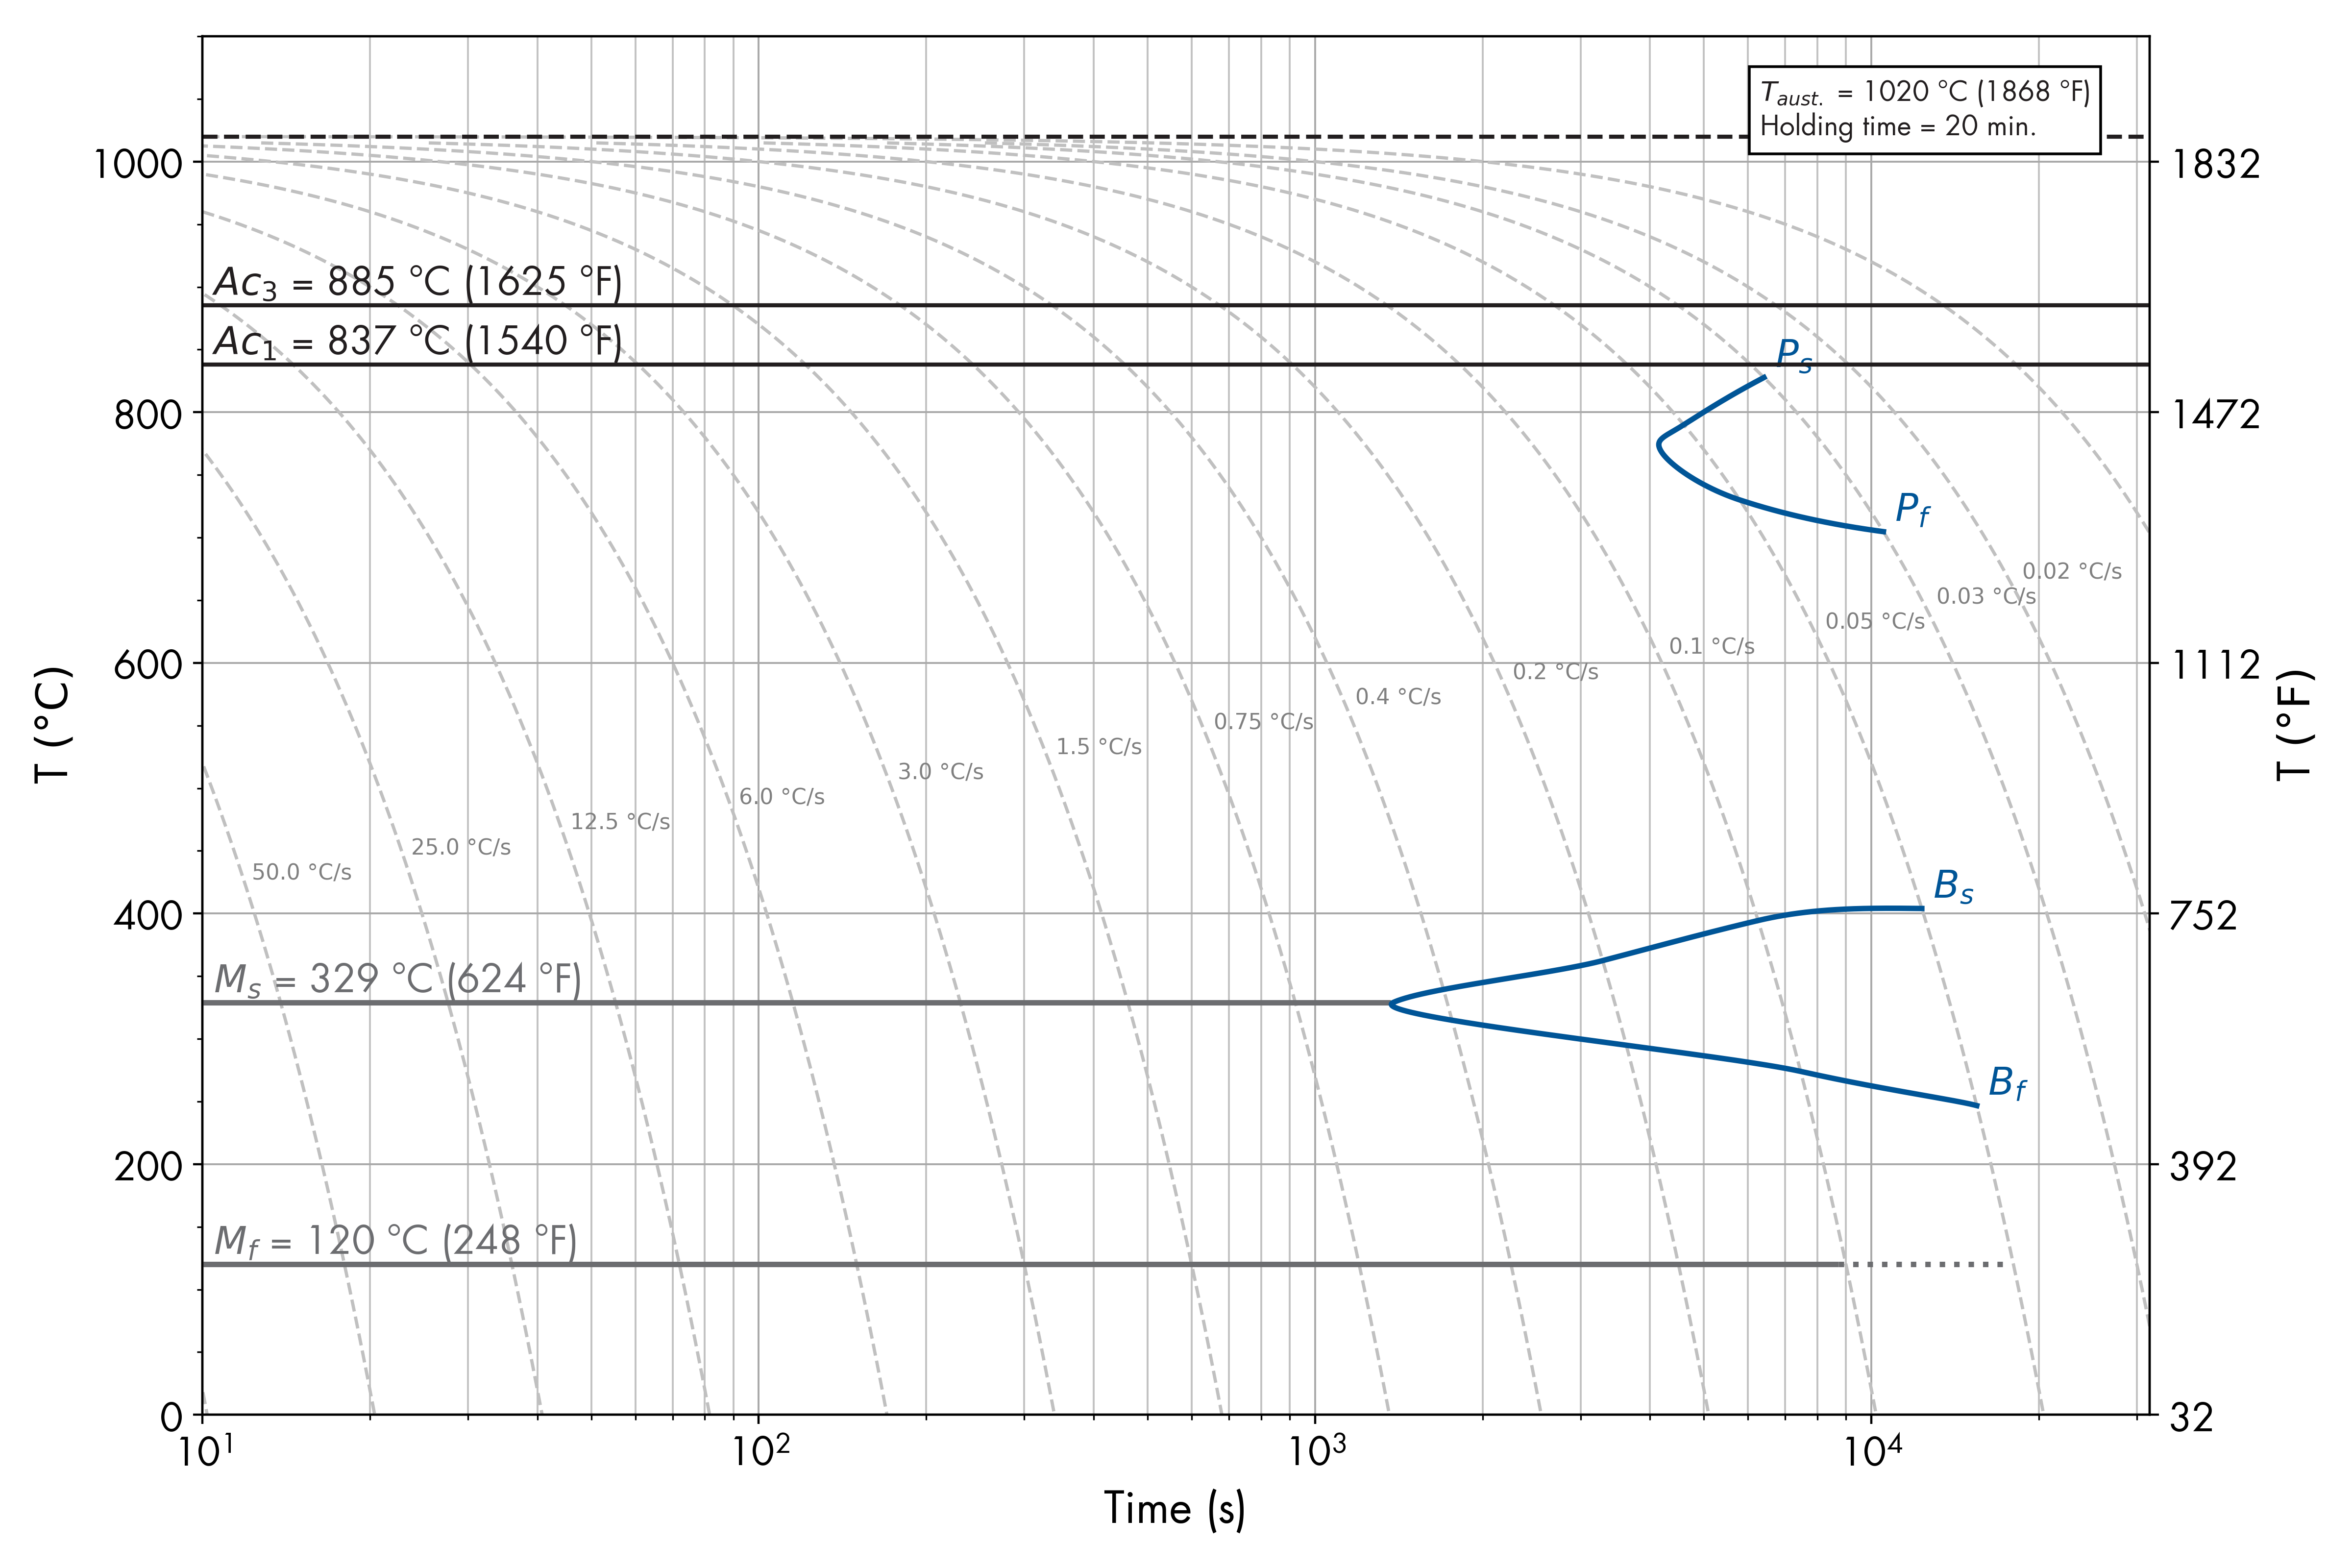 T_aust. = 1020 °C (1868 °F)
Holding time = 20 min.
1000
1832
Ac₃ = 885 °C (1625 °F)
Ac₁ = 837 °C (1540 °F)
Pₛ
800
1472
P_f
0.02 °C/s
0.03 °C/s
0.05 °C/s
0.1 °C/s
0.2 °C/s
0.4 °C/s
0.75 °C/s
1.5 °C/s
3.0 °C/s
6.0 °C/s
12.5 °C/s
25.0 °C/s
50.0 °C/s
600
1112
T (°C)
T (°F)
Bₛ
400
752
Mₛ = 329 °C (624 °F)
B_f
200
392
M_f = 120 °C (248 °F)
0
32
10¹
10²
10³
10⁴
Time (s)